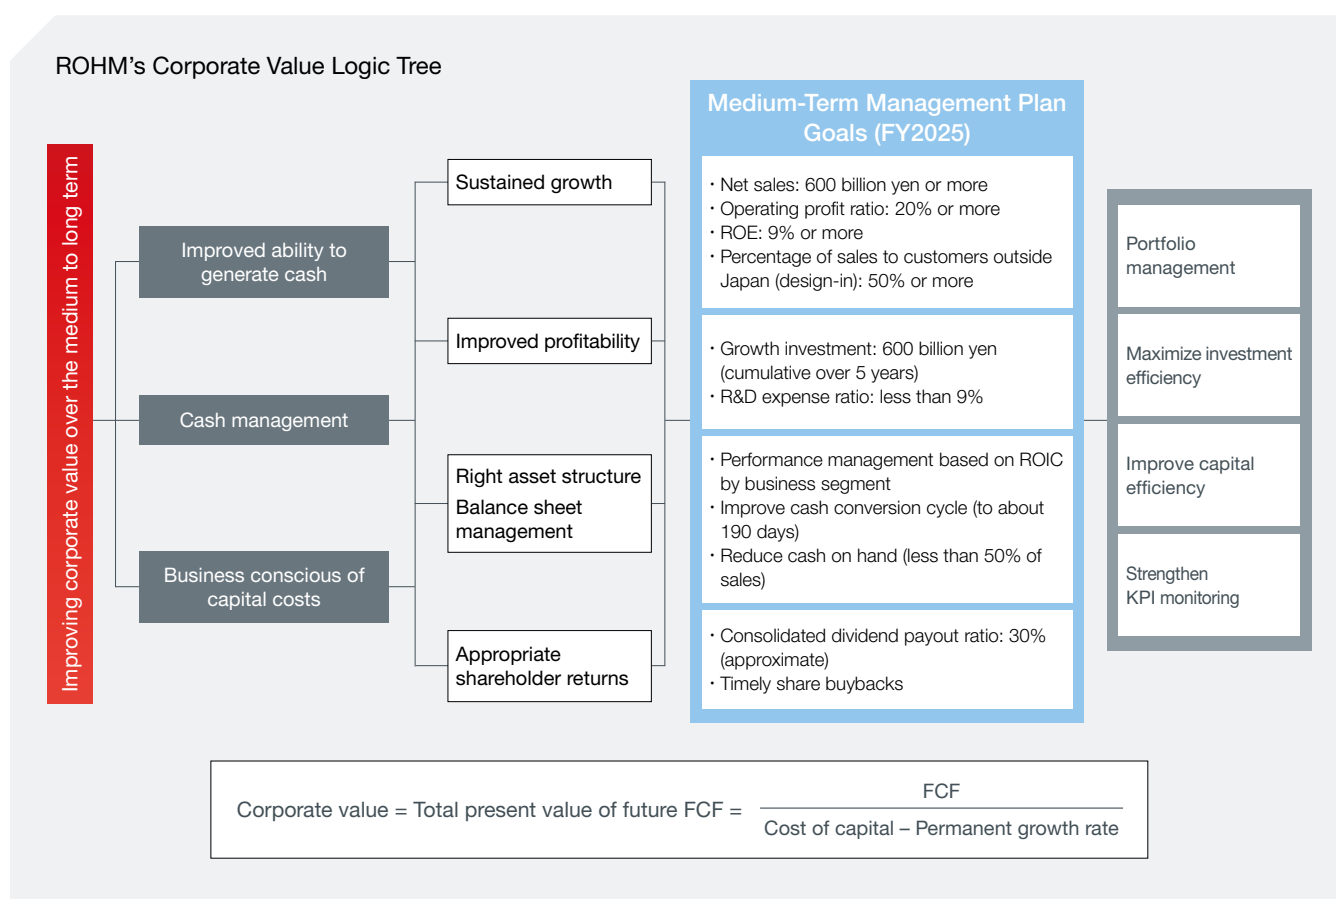 ROHM's Corporate Value Logic Tree
Improving corporate value over the medium to long term
Improved ability to
generate cash
Cash management
Business conscious of
capital costs
Sustained growth
Improved profitability
Right asset structure
Balance sheet
management
Appropriate
shareholder returns
Medium-Term Management Plan
Goals (FY2025)
・Net sales: 600 billion yen or more
・Operating profit ratio: 20% or more
・ROE: 9% or more
・Percentage of sales to customers outside
Japan (design-in): 50% or more
・Growth investment: 600 billion yen
(cumulative over 5 years)
・R&D expense ratio: less than 9%
・Performance management based on ROIC
by business segment
・Improve cash conversion cycle (to about
190 days)
・Reduce cash on hand (less than 50% of
sales)
・Consolidated dividend payout ratio: 30%
(approximate)
・Timely share buybacks
Portfolio
management
Maximize investment
efficiency
Improve capital
efficiency
Strengthen
KPI monitoring
Corporate value = Total present value of future FCF =
FCF
Cost of capital – Permanent growth rate